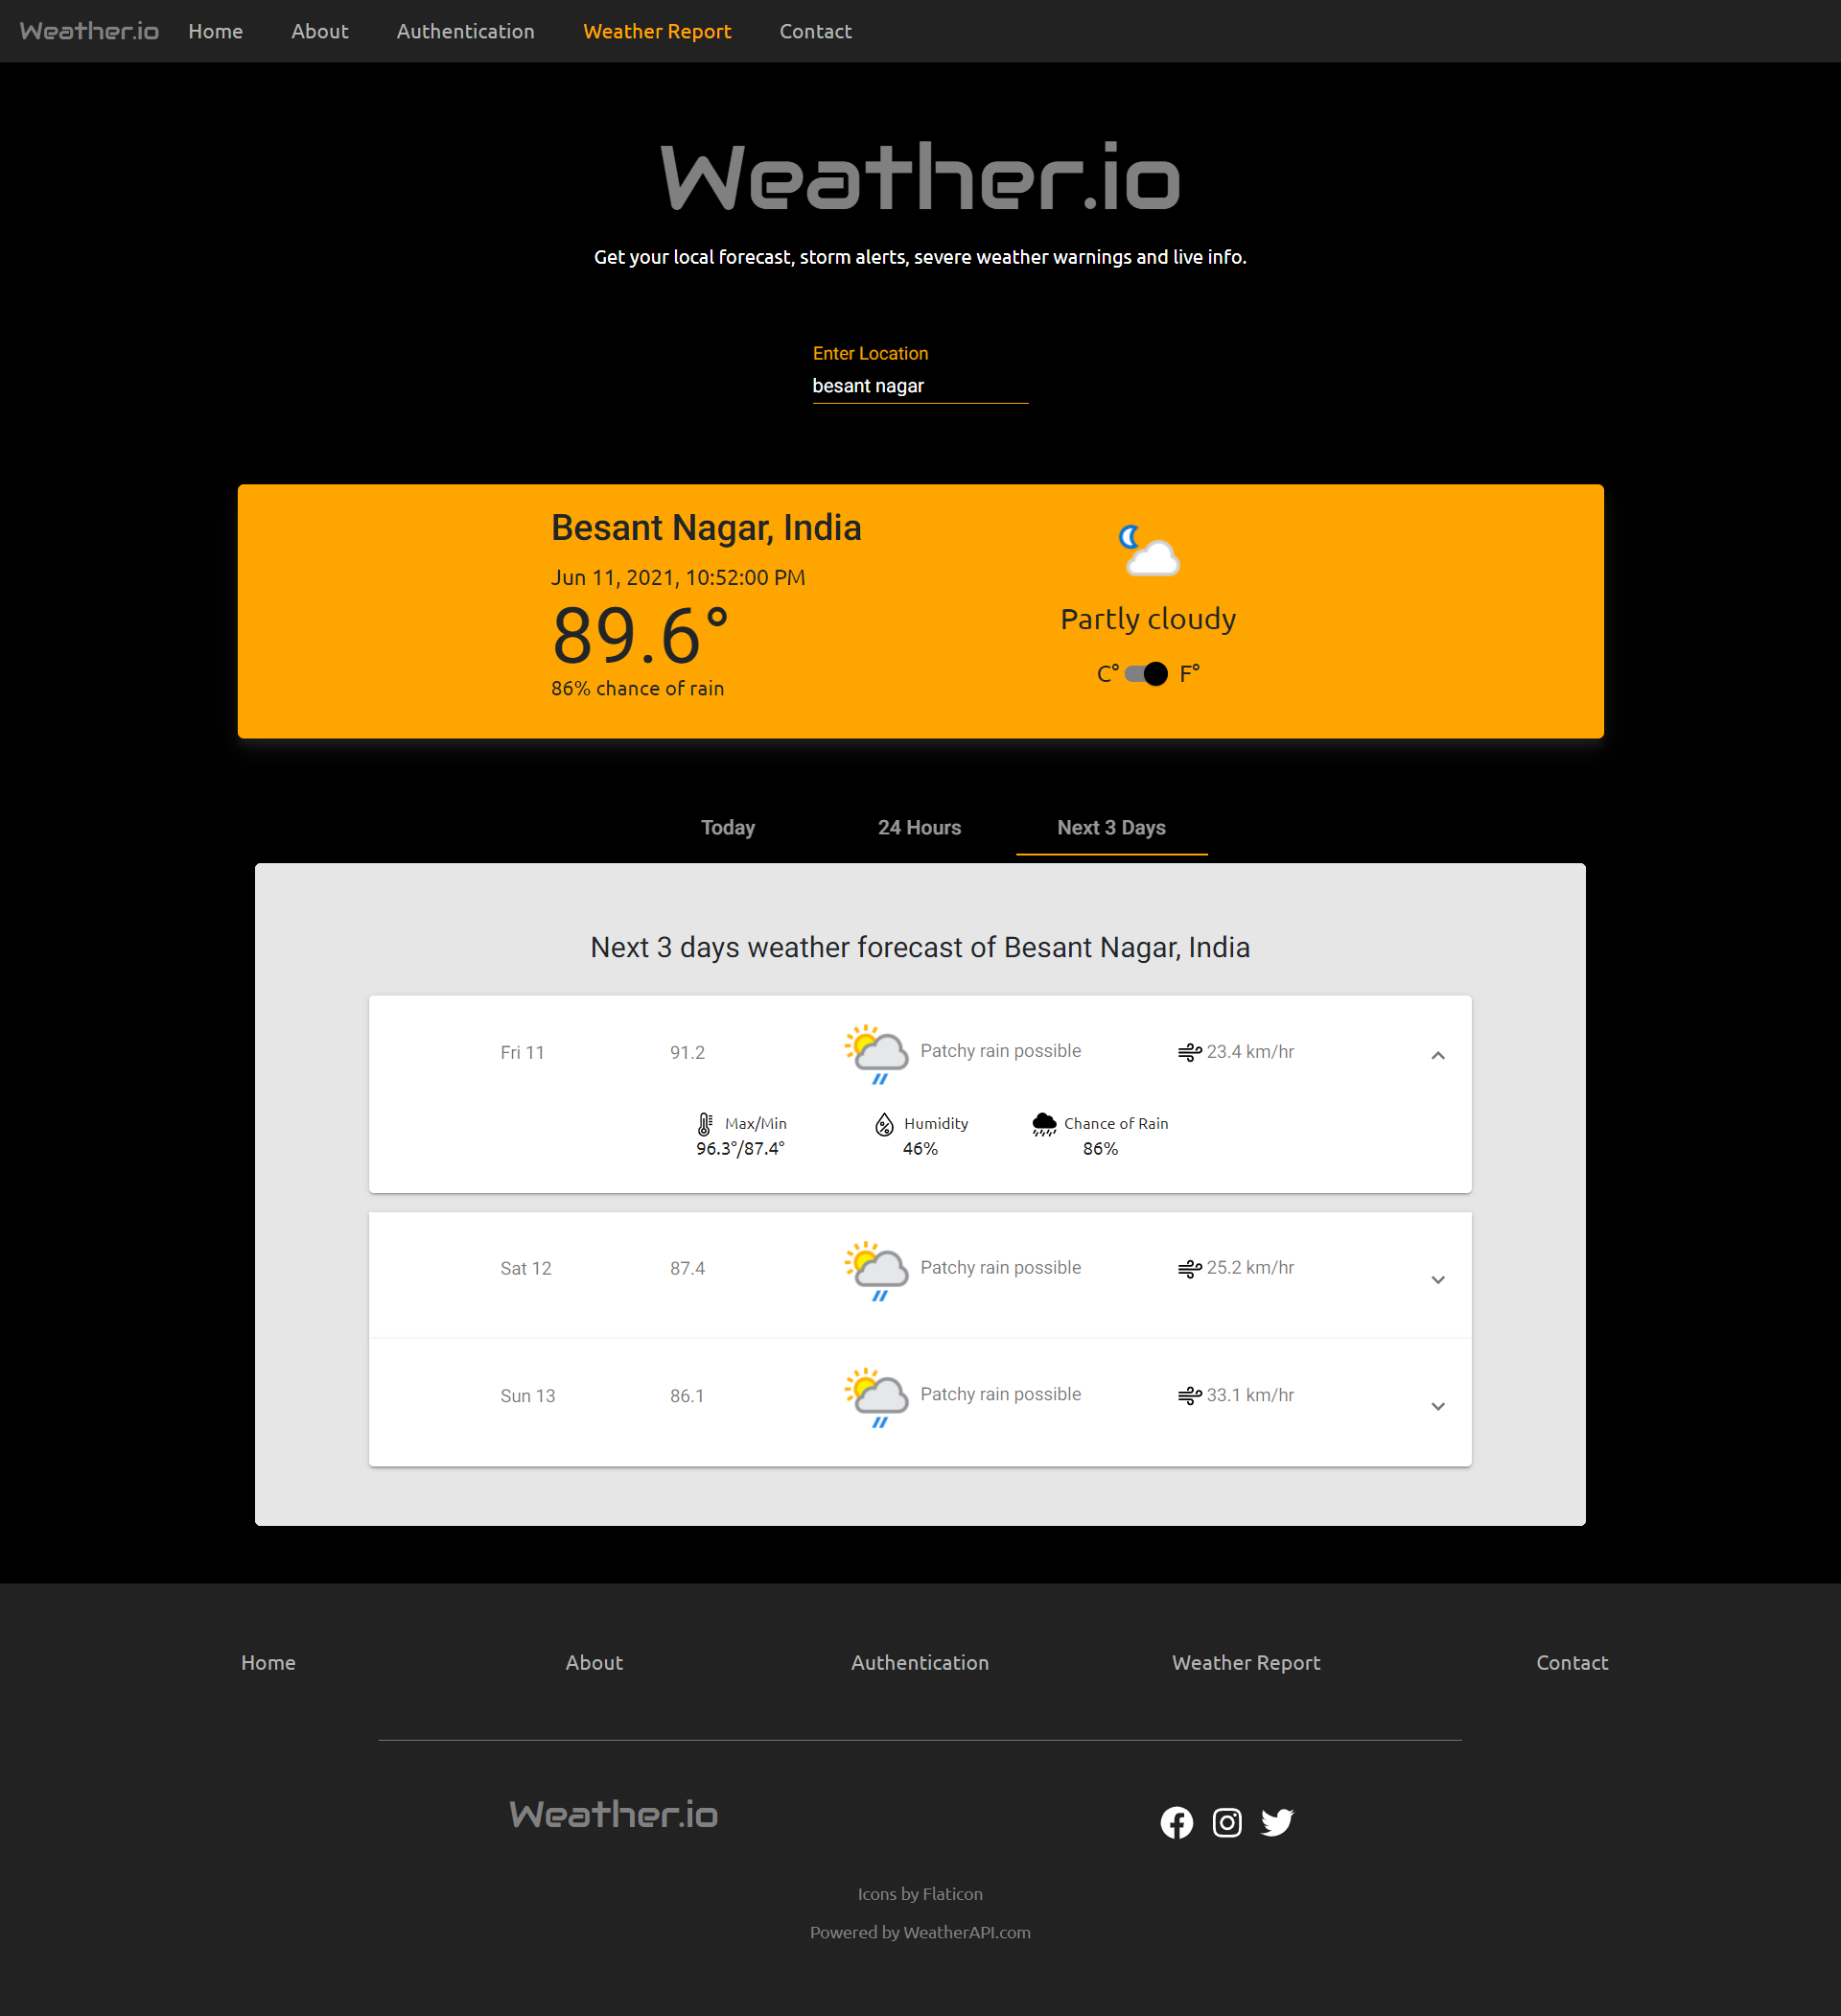 Weather.io Home About Authentication Weather Report Contact
Weather.io
Get your local forecast, storm alerts, severe weather warnings and live info.
Enter Location
besant nagar
Besant Nagar, India
Jun 11, 2021, 10:52:00 PM
89.6°
86% chance of rain
Partly cloudy
C° F°
Today 24 Hours Next 3 Days
Next 3 days weather forecast of Besant Nagar, India
Fri 11 91.2 Patchy rain possible 23.4 km/hr
Max/Min Humidity Chance of Rain
96.3°/87.4° 46% 86%
Sat 12 87.4 Patchy rain possible 25.2 km/hr
Sun 13 86.1 Patchy rain possible 33.1 km/hr
Home About Authentication Weather Report Contact
Weather.io
Icons by Flaticon
Powered by WeatherAPI.com